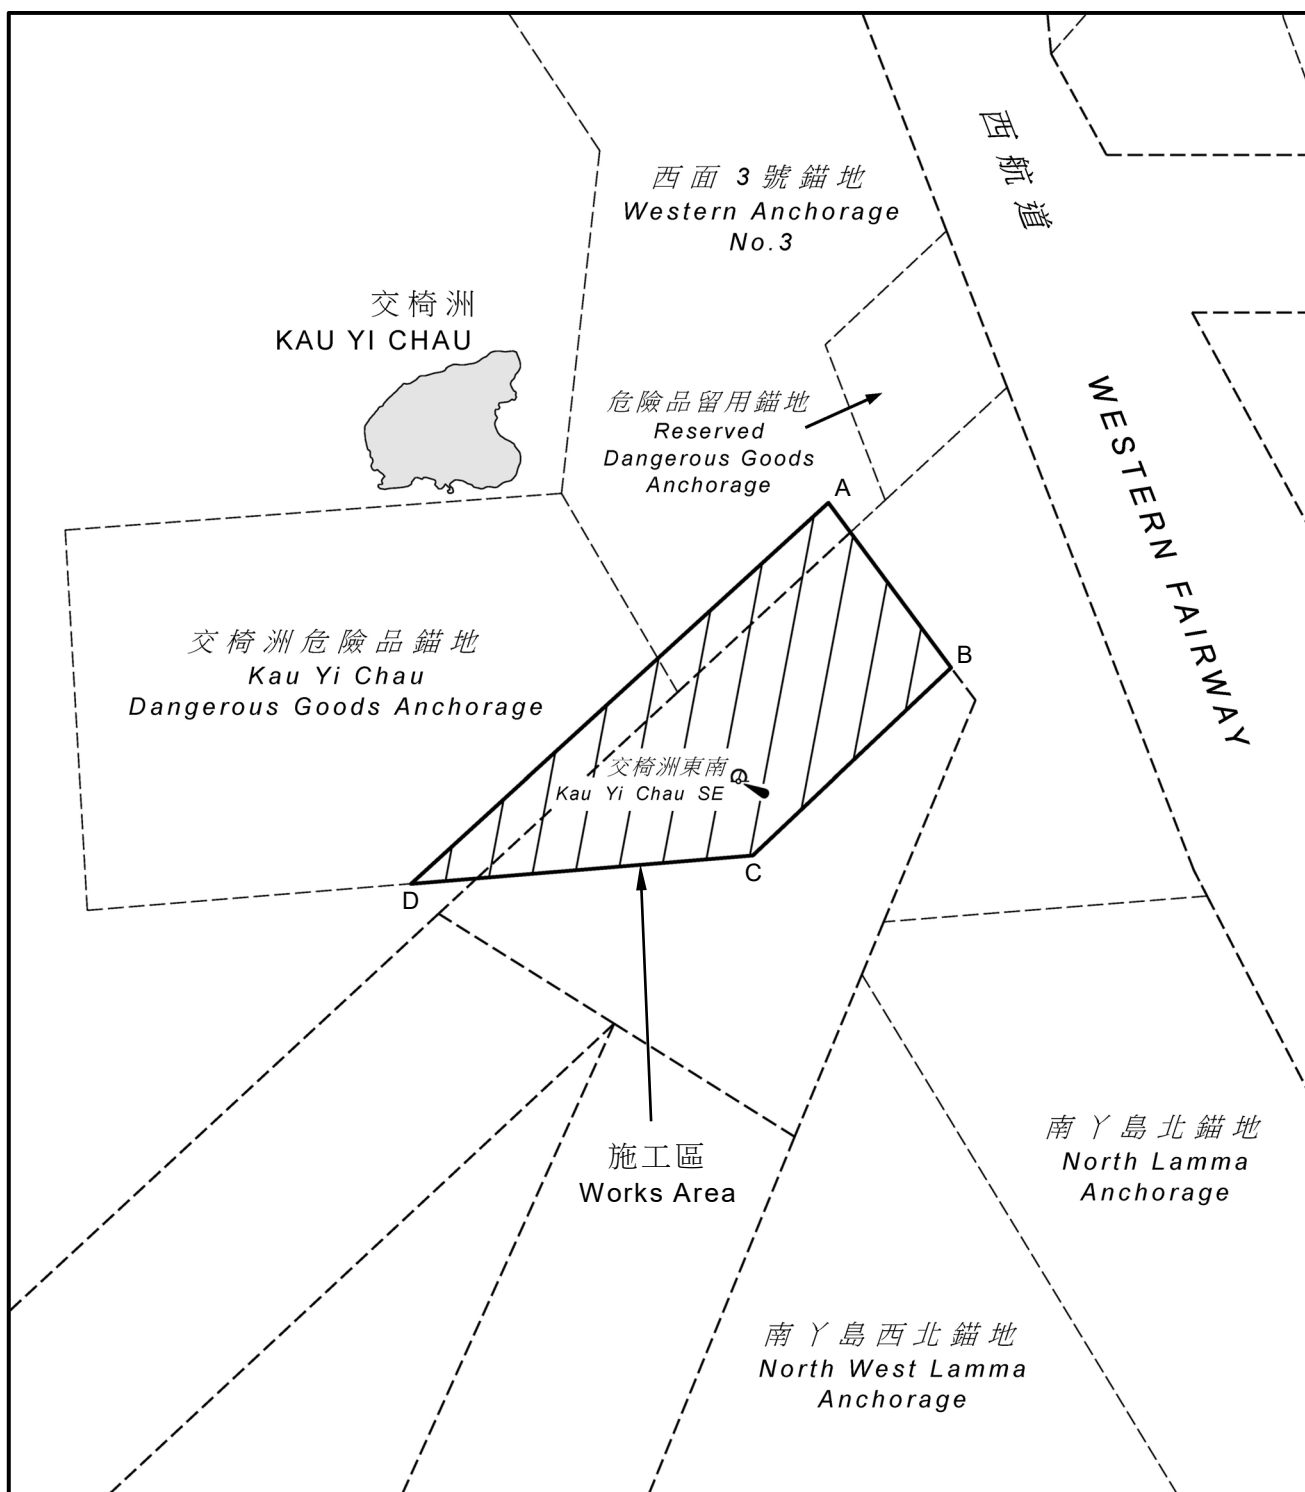 西航道
西面 3 號錨地
Western Anchorage
No.3
交椅洲
KAU YI CHAU
危險品留用錨地
Reserved
Dangerous Goods
Anchorage
WESTERN FAIRWAY
A
B
交椅洲危險品錨地
Kau Yi Chau
Dangerous Goods Anchorage
交椅洲東南
Kau Yi Chau SE
C
D
施工區
Works Area
南丫島北錨地
North Lamma
Anchorage
南丫島西北錨地
North West Lamma
Anchorage